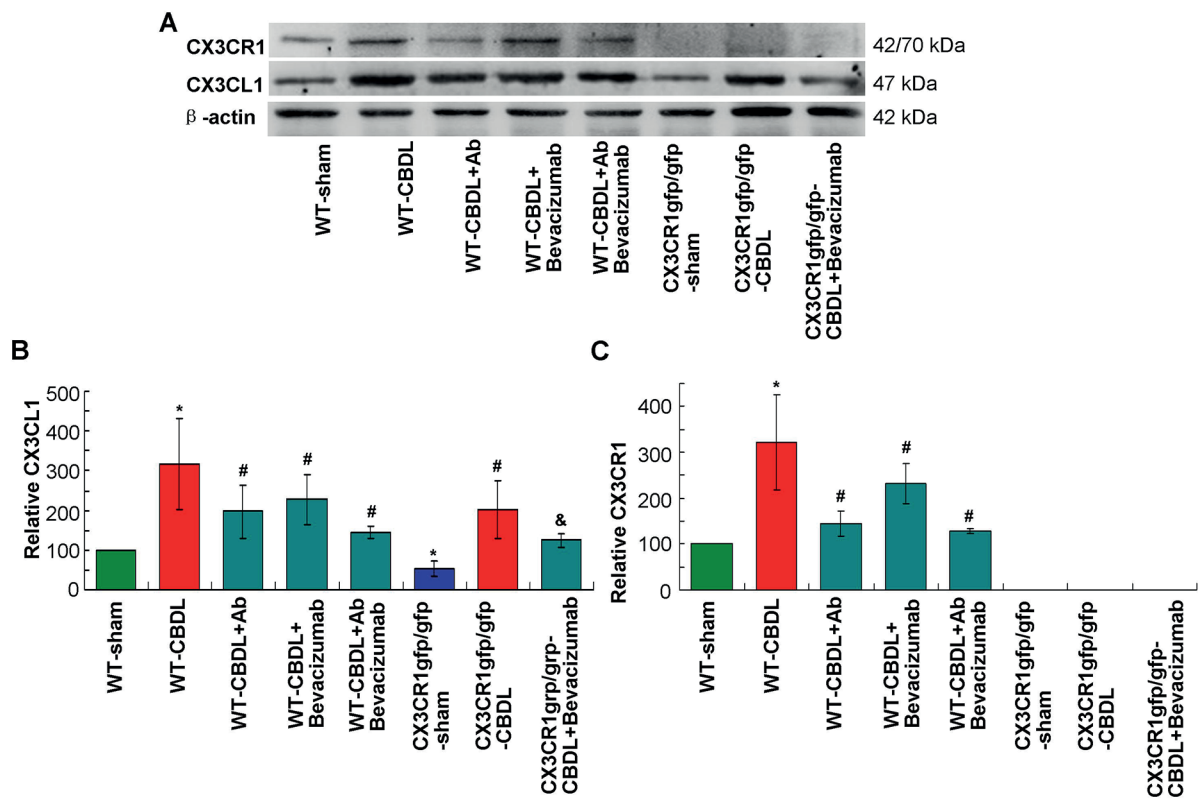 A
CX3CR1
42/70 kDa
CX3CL1
47 kDa
β-actin
42 kDa
WT-sham
WT-CBDL
WT-CBDL+Ab
WT-CBDL+
Bevacizumab
WT-CBDL+Ab
Bevacizumab
CX3CR1gfp/gfp
-sham
CX3CR1gfp/gfp
-CBDL
CX3CR1gfp/gfp-
CBDL+Bevacizumab
B
Relative CX3CL1
500
400
300
200
100
0
*
#
#
#
*
#
&
WT-sham
WT-CBDL
WT-CBDL+Ab
WT-CBDL+
Bevacizumab
WT-CBDL+Ab
Bevacizumab
CX3CR1gfp/gfp
-sham
CX3CR1gfp/gfp
-CBDL
CX3CR1grp/grp-
CBDL+Bevacizumab
C
Relative CX3CR1
400
300
200
100
0
*
#
#
#
WT-sham
WT-CBDL
WT-CBDL+Ab
WT-CBDL+
Bevacizumab
WT-CBDL+Ab
Bevacizumab
CX3CR1gfp/gfp
-sham
CX3CR1gfp/gfp
-CBDL
CX3CR1gfp/gfp-
CBDL+Bevacizumab